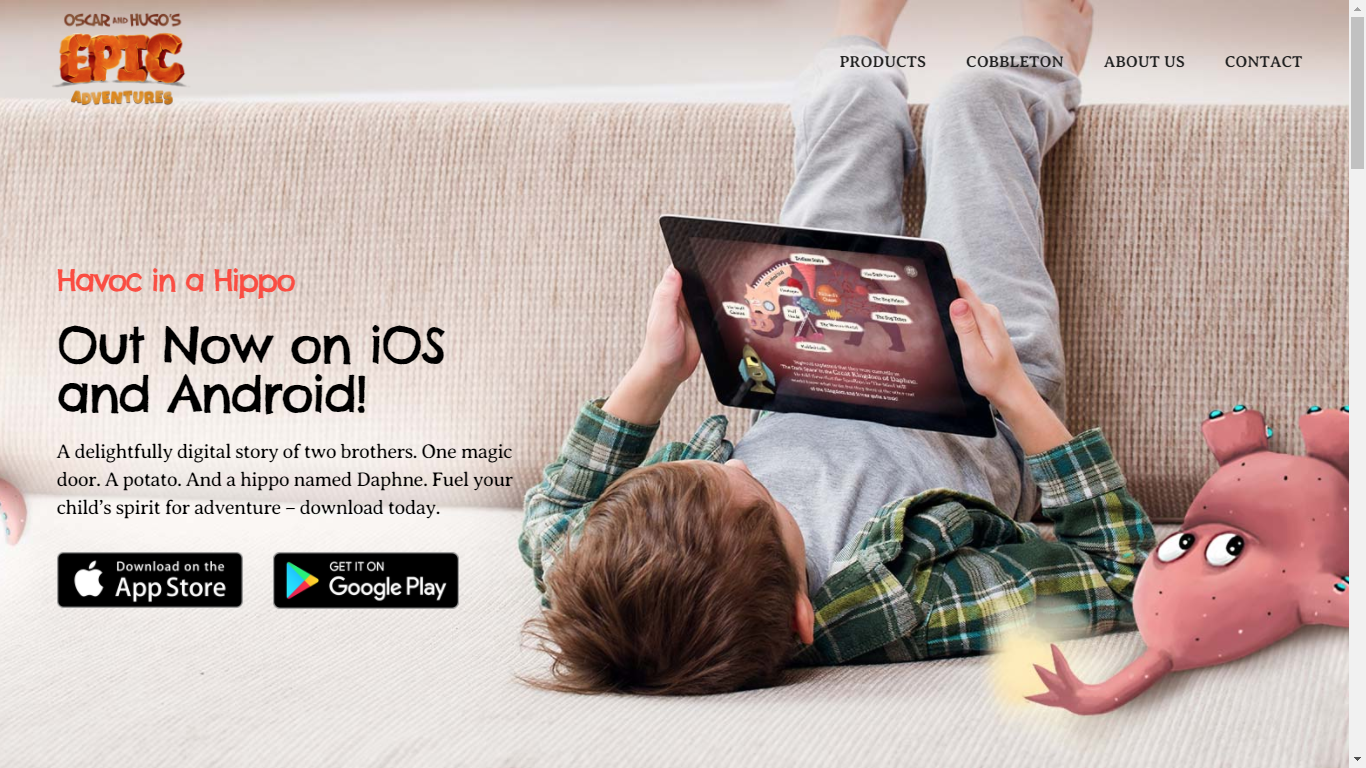 OSCAR AND HUGO'S
EPIC
ADVENTURES
PRODUCTS
COBBLETON
ABOUT US
CONTACT
Havoc in a Hippo
Out Now on iOS
and Android!
A delightfully digital story of two brothers. One magic
door. A potato. And a hippo named Daphne. Fuel your
child’s spirit for adventure – download today.
Download on the
App Store
GET IT ON
Google Play